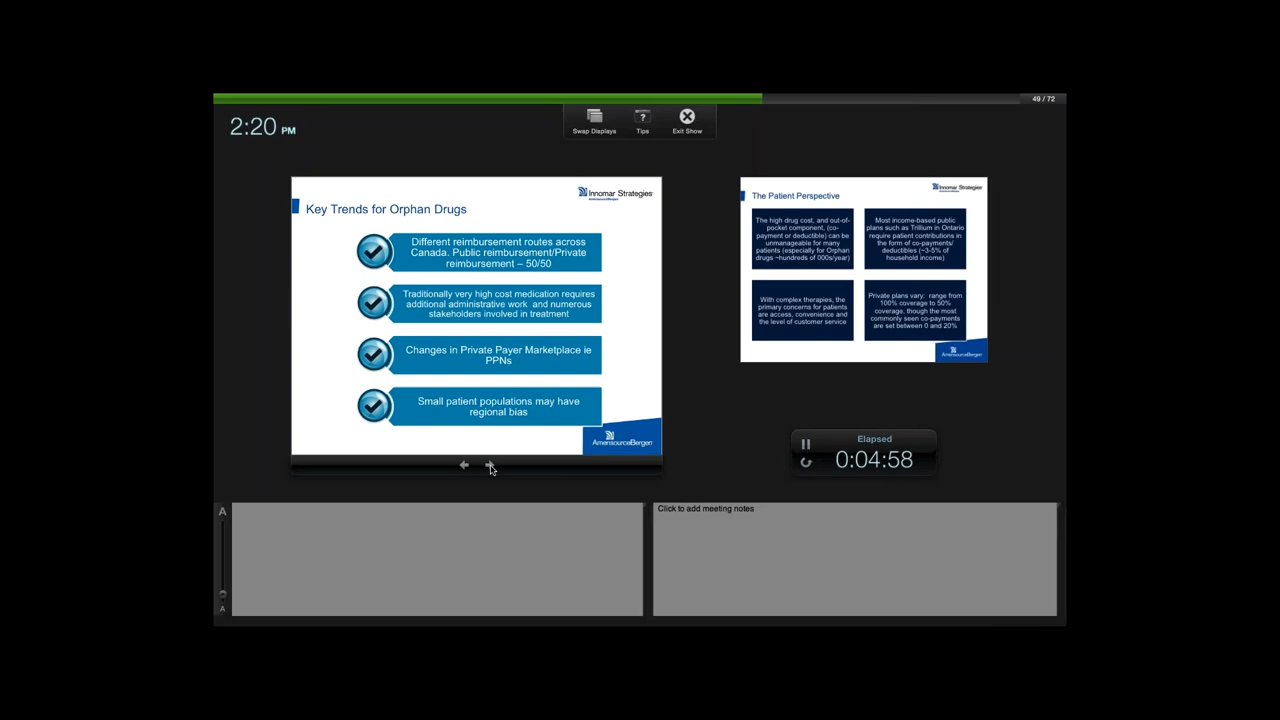 49 / 72
2:20 PM
Swap Displays
Tips
Exit Show
Innomar Strategies
AmerisourceBergen
Key Trends for Orphan Drugs
Different reimbursement routes across
Canada. Public reimbursement/Private
reimbursement – 50/50
Traditionally very high cost medication requires
additional administrative work and numerous
stakeholders involved in treatment
Changes in Private Payer Marketplace ie
PPNs
Small patient populations may have
regional bias
AmerisourceBergen
Innomar Strategies
The Patient Perspective
The high drug cost, and out-of-
pocket component, (co-
payment or deductible) can be
unmanageable for many
patients (especially for Orphan
drugs ~hundreds of 000s/year)
Most income-based public
plans such as Trillium in Ontario
require patient contributions in
the form of co-payments/
deductibles (~3-5% of
household income)
With complex therapies, the
primary concerns for patients
are access, convenience and
the level of customer service
Private plans vary: range from
100% coverage to 50%
coverage, though the most
commonly seen co-payments
are set between 0 and 20%
AmerisourceBergen
Elapsed
0:04:58
A
A
Click to add meeting notes